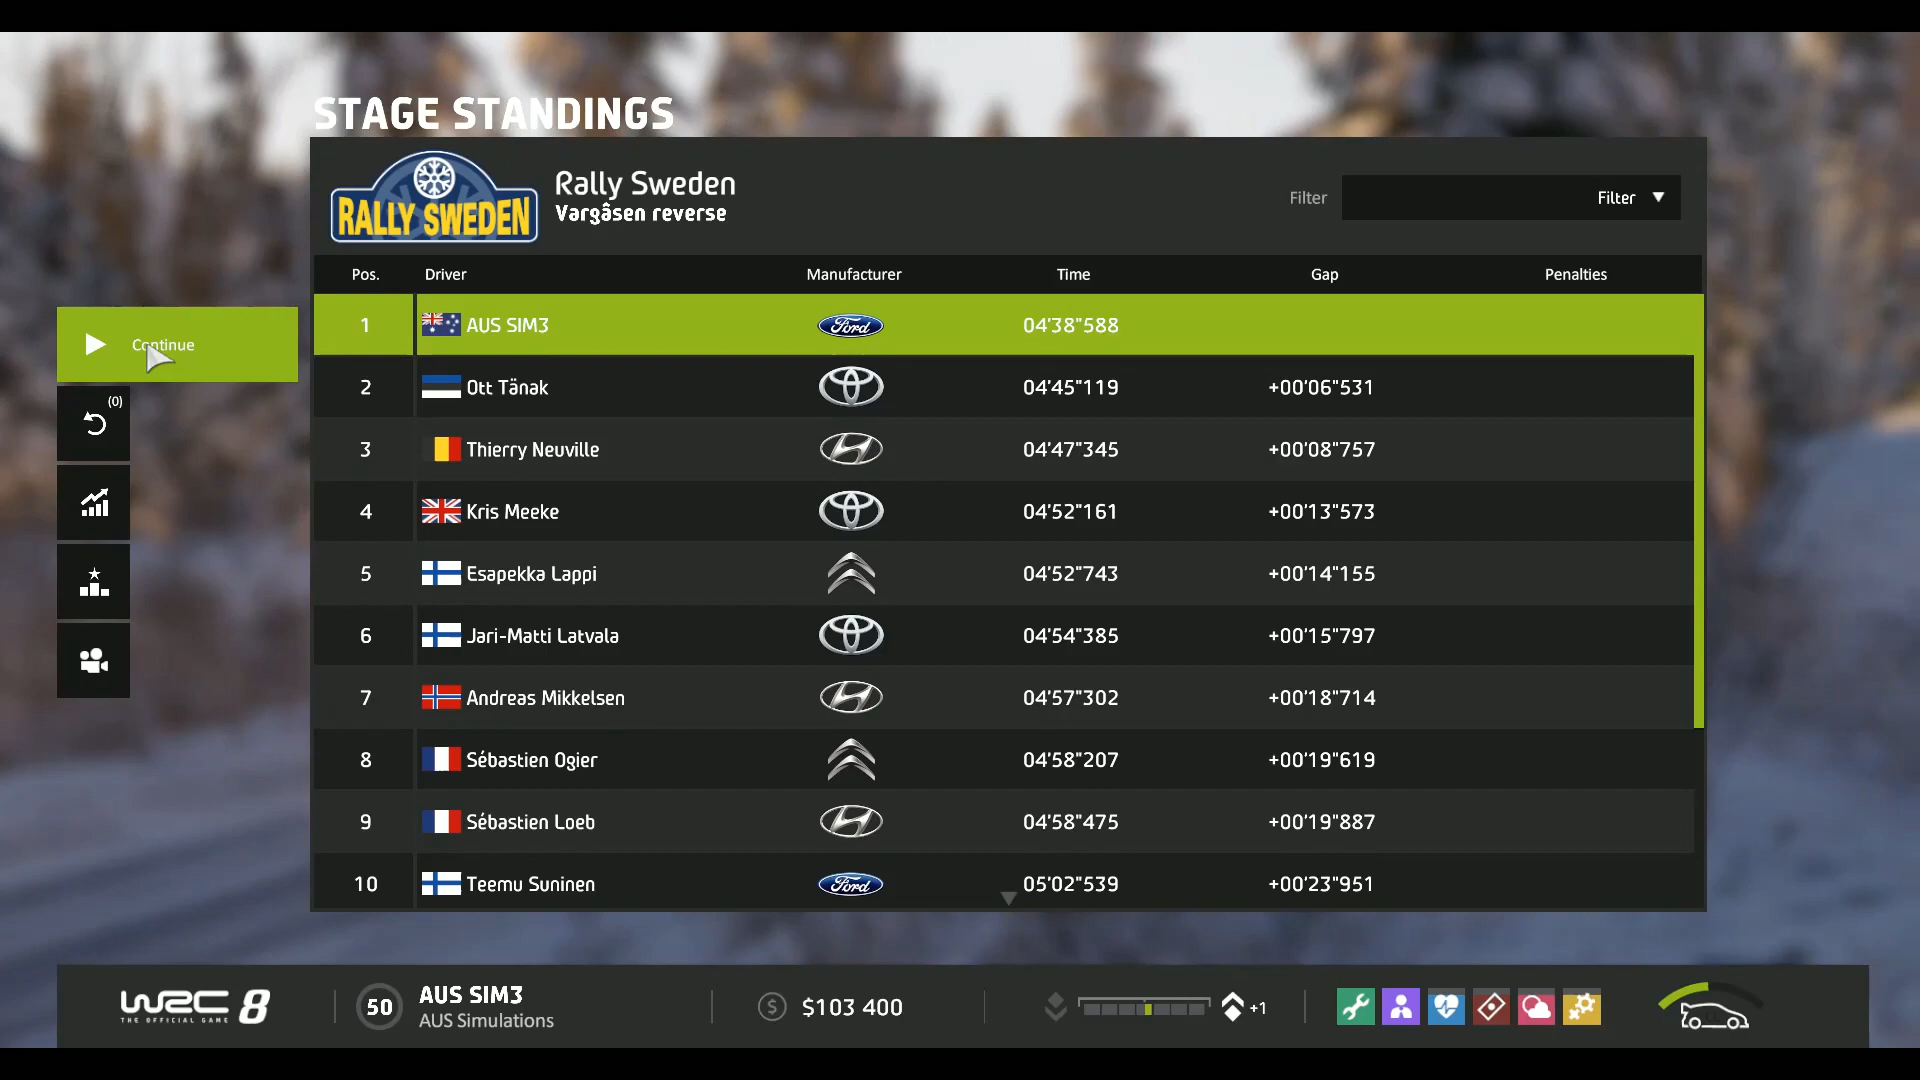 STAGE STANDINGS
RALLY SWEDEN
Rally Sweden
Vargâsen reverse
Filter Filter
Pos. Driver Manufacturer Time Gap Penalties
1 AUS SIM3 Ford 04'38"588
2 Ott Tänak 04'45"119 +00'06"531
3 Thierry Neuville 04'47"345 +00'08"757
4 Kris Meeke 04'52"161 +00'13"573
5 Esapekka Lappi 04'52"743 +00'14"155
6 Jari-Matti Latvala 04'54"385 +00'15"797
7 Andreas Mikkelsen 04'57"302 +00'18"714
8 Sébastien Ogier 04'58"207 +00'19"619
9 Sébastien Loeb 04'58"475 +00'19"887
10 Teemu Suninen Ford 05'02"539 +00'23"951
Continue
(0)
WRC 8
THE OFFICIAL GAME
50 AUS SIM3
AUS Simulations
$ $103 400
+1